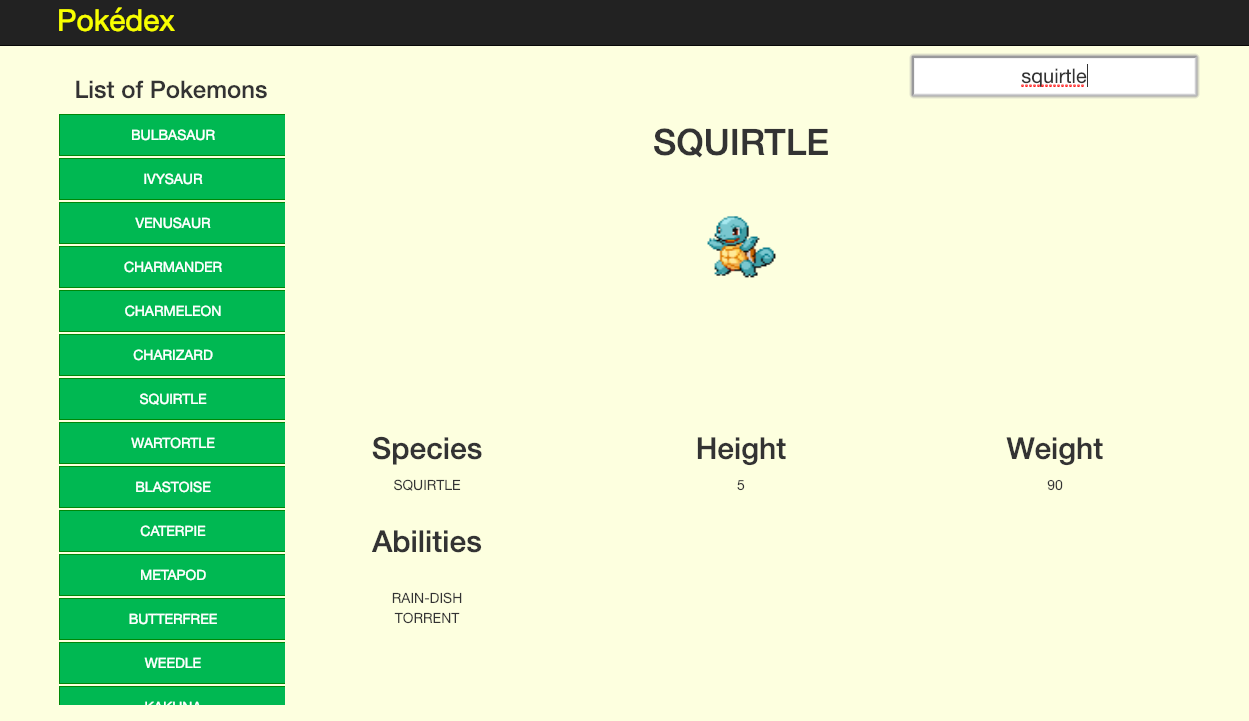 Pokédex
squirtle
List of Pokemons
BULBASAUR
IVYSAUR
VENUSAUR
CHARMANDER
CHARMELEON
CHARIZARD
SQUIRTLE
WARTORTLE
BLASTOISE
CATERPIE
METAPOD
BUTTERFREE
WEEDLE
KAKUNA
SQUIRTLE
Species
SQUIRTLE
Height
5
Weight
90
Abilities
RAIN-DISH
TORRENT